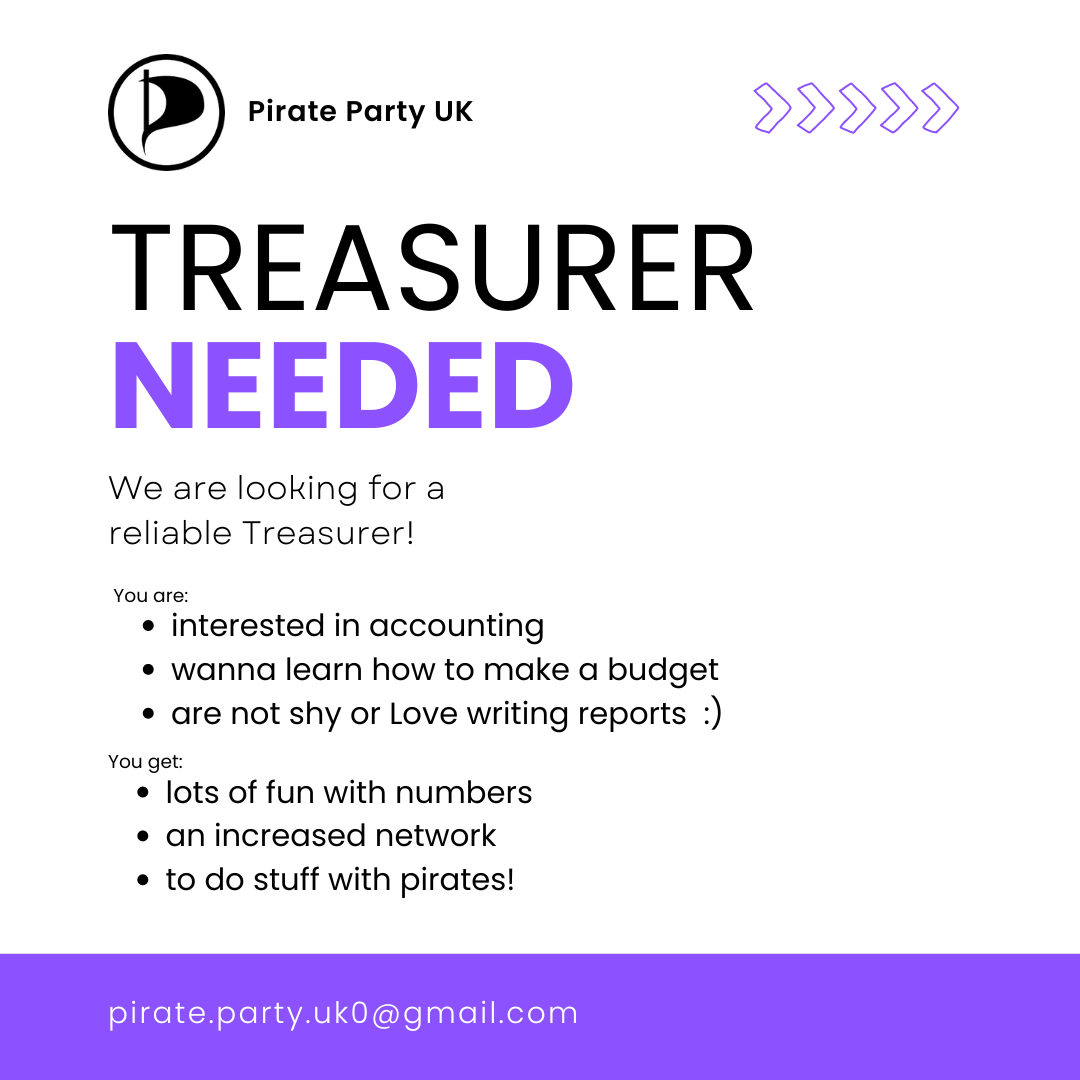 Pirate Party UK
TREASURER
NEEDED
We are looking for a
reliable Treasurer!
You are:
• interested in accounting
• wanna learn how to make a budget
• are not shy or Love writing reports :)
You get:
• lots of fun with numbers
• an increased network
• to do stuff with pirates!
pirate.party.uk0@gmail.com